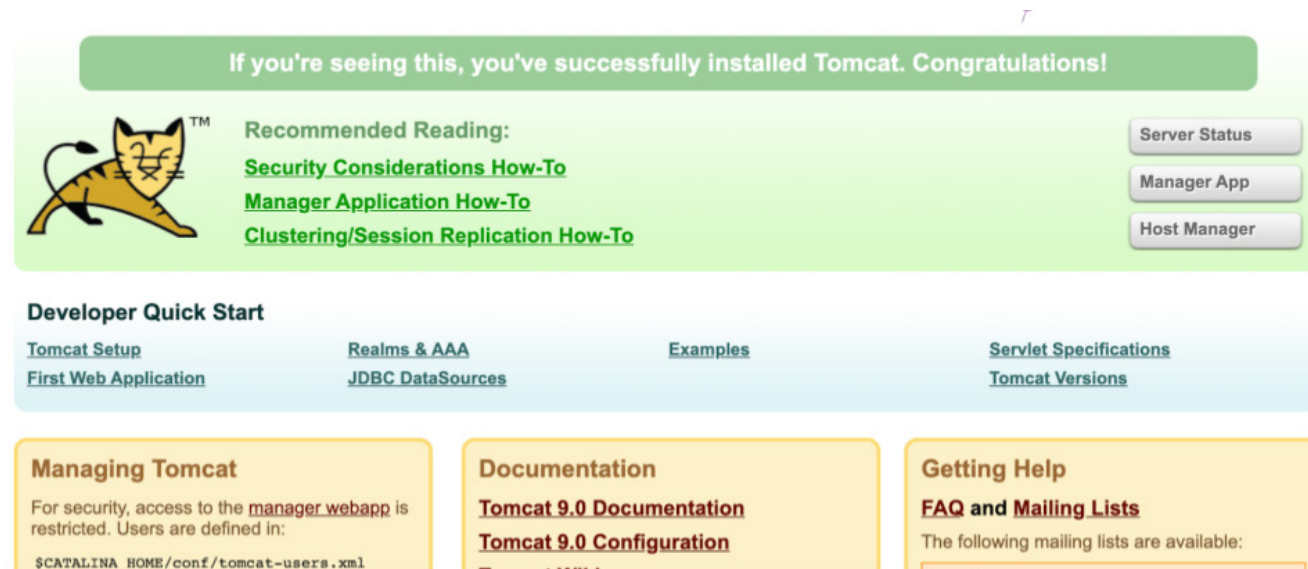 If you're seeing this, you've successfully installed Tomcat. Congratulations!
TM
Recommended Reading:
Security Considerations How-To
Manager Application How-To
Clustering/Session Replication How-To
Server Status
Manager App
Host Manager
Developer Quick Start
Tomcat Setup
First Web Application
Realms & AAA
JDBC DataSources
Examples
Servlet Specifications
Tomcat Versions
Managing Tomcat
For security, access to the manager webapp is
restricted. Users are defined in:
$CATALINA_HOME/conf/tomcat-users.xml
Documentation
Tomcat 9.0 Documentation
Tomcat 9.0 Configuration
Getting Help
FAQ and Mailing Lists
The following mailing lists are available: